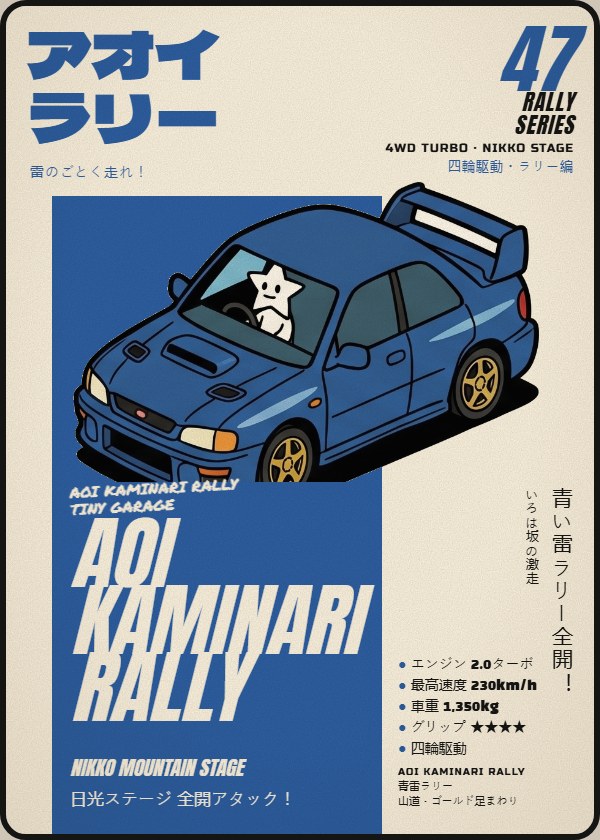 アオイ
ラリー
雷のごとく走れ！
47
RALLY
SERIES
4WD TURBO · NIKKO STAGE
四輪駆動・ラリー編
AOI KAMINARI RALLY
TINY GARAGE
AOI
KAMINARI
RALLY
NIKKO MOUNTAIN STAGE
日光ステージ 全開アタック！
青い雷ラリー全開！
いろは坂の激走
● エンジン 2.0ターボ
● 最高速度 230km/h
● 車重 1,350kg
● グリップ ★★★★
● 四輪駆動
AOI KAMINARI RALLY
青雷ラリー
山道・ゴールド足まわり